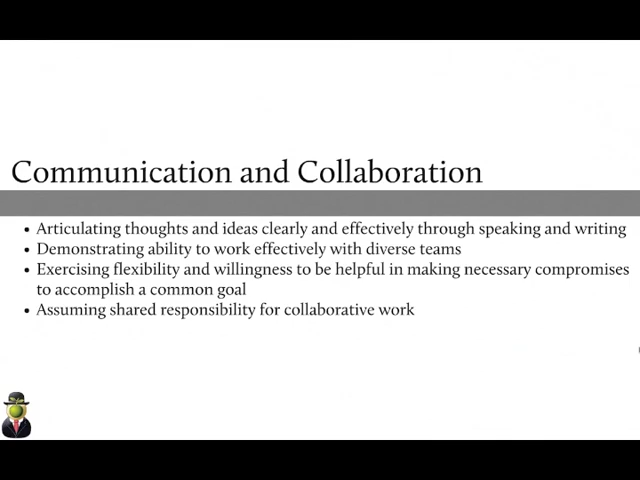 Communication and Collaboration
• Articulating thoughts and ideas clearly and effectively through speaking and writing
• Demonstrating ability to work effectively with diverse teams
• Exercising flexibility and willingness to be helpful in making necessary compromises
to accomplish a common goal
• Assuming shared responsibility for collaborative work